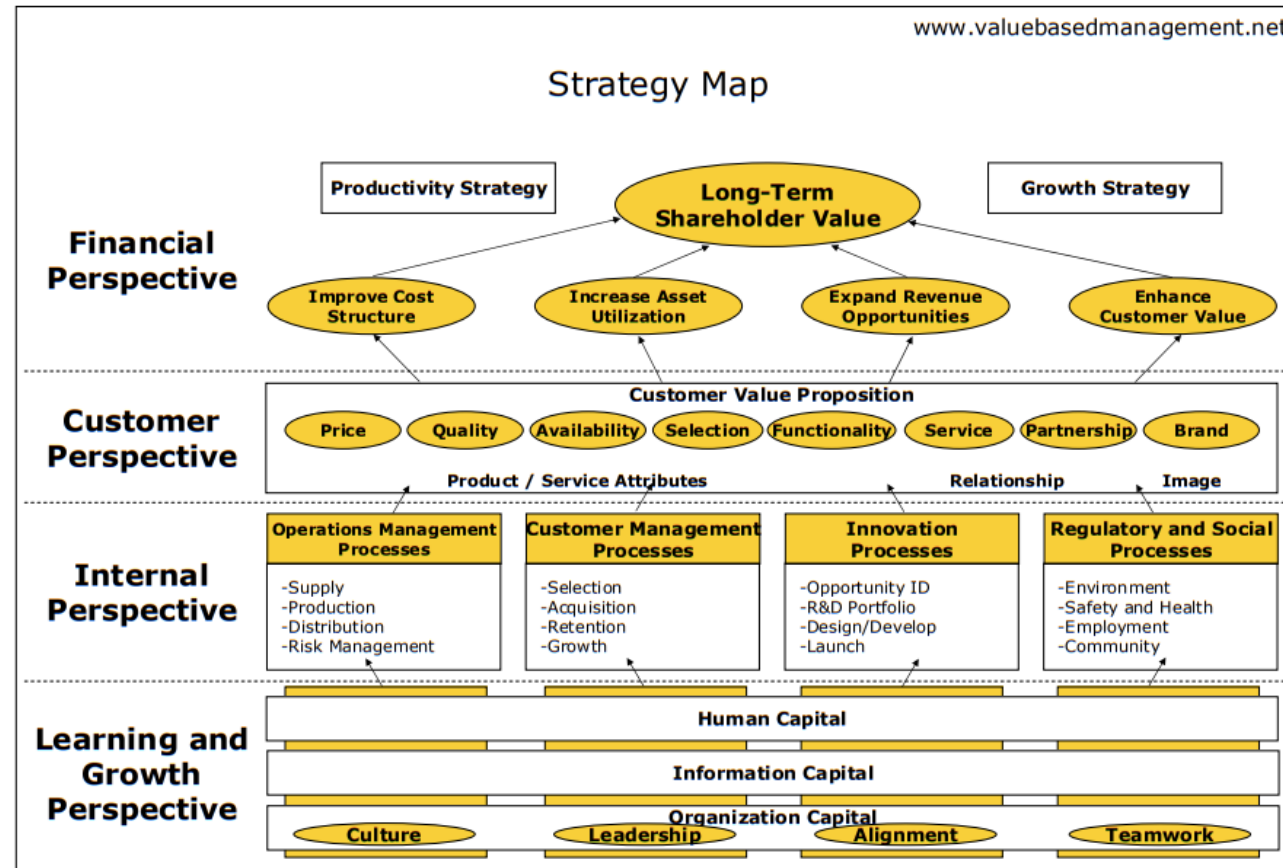 www.valuebasedmanagement.net
Strategy Map
Productivity Strategy
Long-Term
Shareholder Value
Growth Strategy
Financial
Perspective
Improve Cost
Structure
Increase Asset
Utilization
Expand Revenue
Opportunities
Enhance
Customer Value
Customer
Perspective
Customer Value Proposition
Price
Quality
Availability
Selection
Functionality
Service
Partnership
Brand
Product / Service Attributes
Relationship
Image
Internal
Perspective
Operations Management
Processes
-Supply
-Production
-Distribution
-Risk Management
Customer Management
Processes
-Selection
-Acquisition
-Retention
-Growth
Innovation
Processes
-Opportunity ID
-R&D Portfolio
-Design/Develop
-Launch
Regulatory and Social
Processes
-Environment
-Safety and Health
-Employment
-Community
Learning and
Growth
Perspective
Human Capital
Information Capital
Organization Capital
Culture
Leadership
Alignment
Teamwork